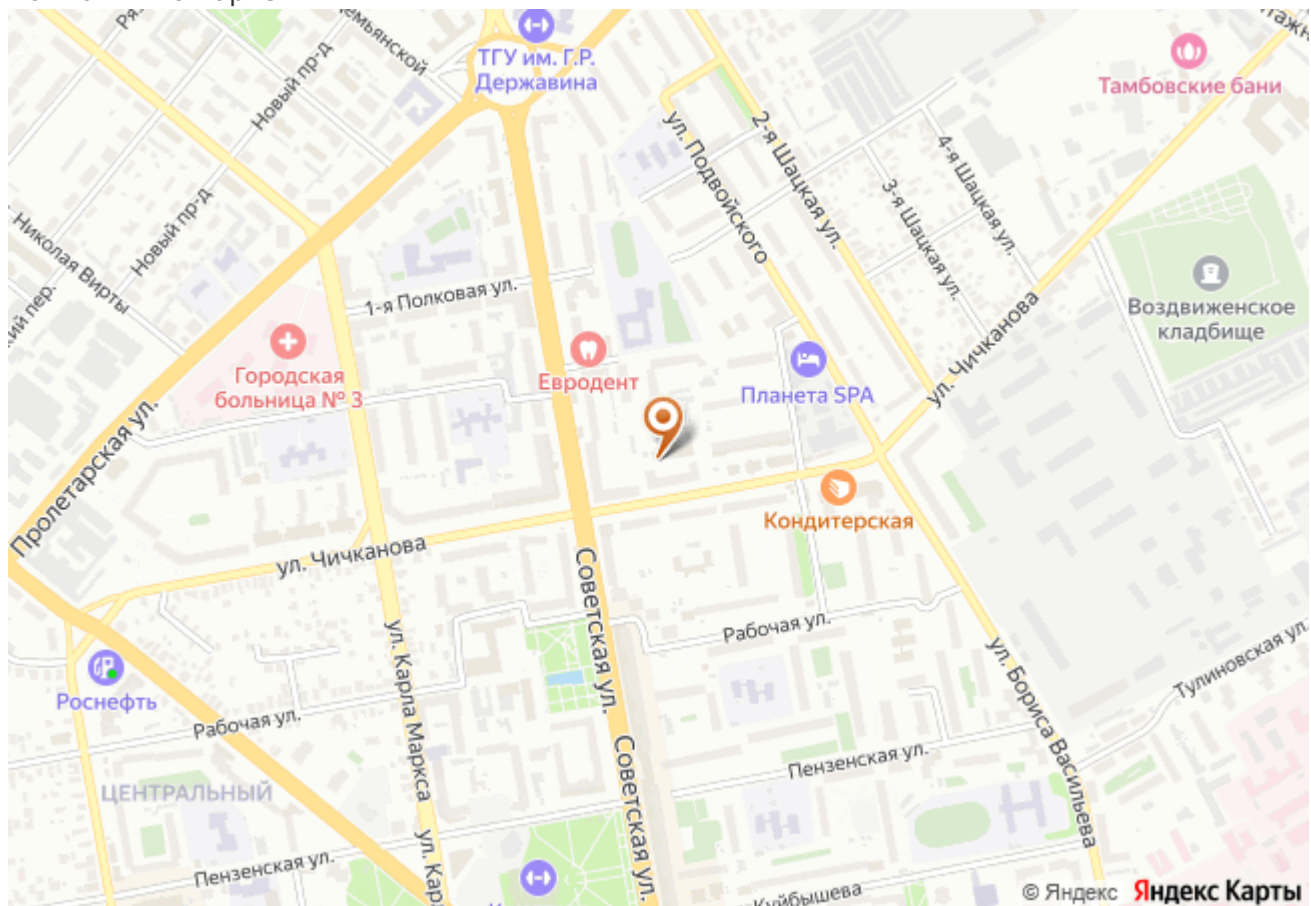 ТГУ им. Г.Р.
Державина
Тамбовские бани
Новый пр-д
ул. Подвойского
2-я Шацкая ул.
4-я Шацкая ул.
3-я Шацкая ул.
Николая Вирты
Новый пр-д
1-я Полковая ул.
Воздвиженское
кладбище
ул. Чичканова
Городская
больница № 3
Евродент
Планета SPA
Пролетарская ул.
Кондитерская
ул. Чичканова
Советская ул.
Рабочая ул.
ул. Карла Маркса
ул. Бориса Васильева
Тулиновская ул.
Роснефть
Рабочая ул.
Советская ул.
Пензенская ул.
ЦЕНТРАЛЬНЫЙ
Пензенская ул.
ул. Кар
Куйбышева
© Яндекс Яндекс Карты